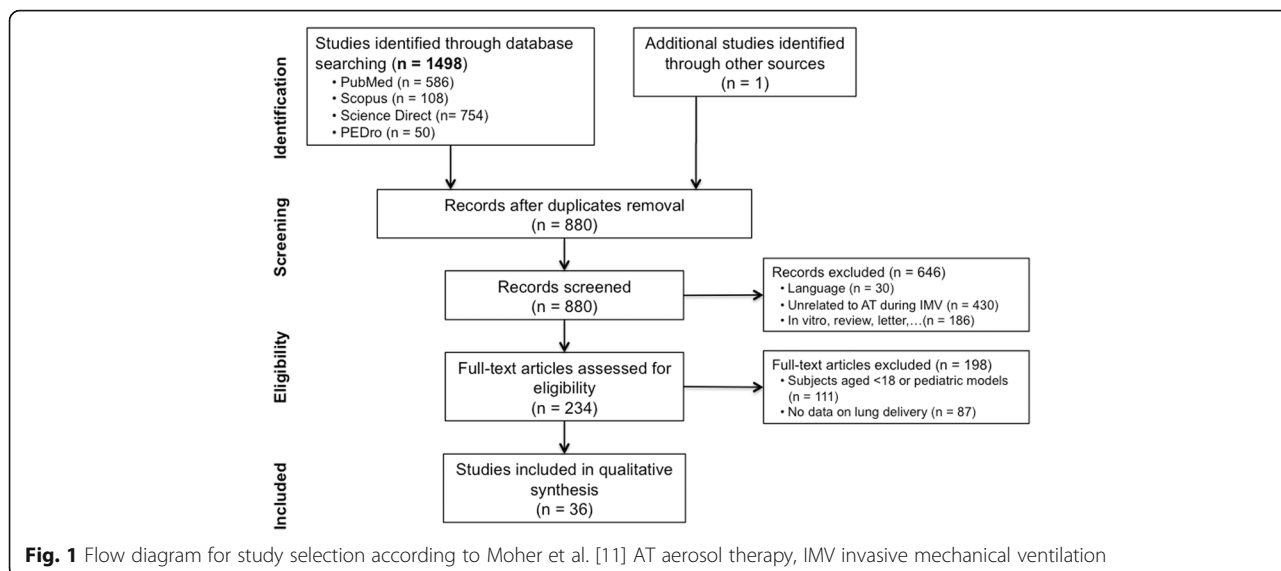 Identification
Studies identified through database
searching (n = 1498)
• PubMed (n = 586)
• Scopus (n = 108)
• Science Direct (n= 754)
• PEDro (n = 50)
Additional studies identified
through other sources
(n = 1)
Screening
Records after duplicates removal
(n = 880)
Records screened
(n = 880)
Records excluded (n = 646)
• Language (n = 30)
• Unrelated to AT during IMV (n = 430)
• In vitro, review, letter,…(n = 186)
Eligibility
Full-text articles assessed for
eligibility
(n = 234)
Full-text articles excluded (n = 198)
• Subjects aged <18 or pediatric models
(n = 111)
• No data on lung delivery (n = 87)
Included
Studies included in qualitative
synthesis
(n = 36)
Fig. 1 Flow diagram for study selection according to Moher et al. [11] AT aerosol therapy, IMV invasive mechanical ventilation